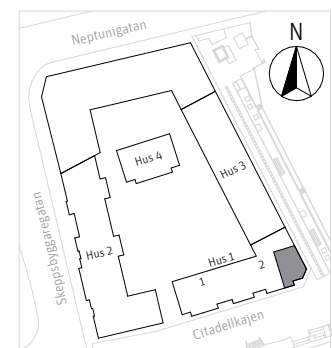 Neptunigatan
N
Hus 4
Hus 3
Skeppsbyggaregatan
Hus 2
Hus 1
1
2
Citadellkajen